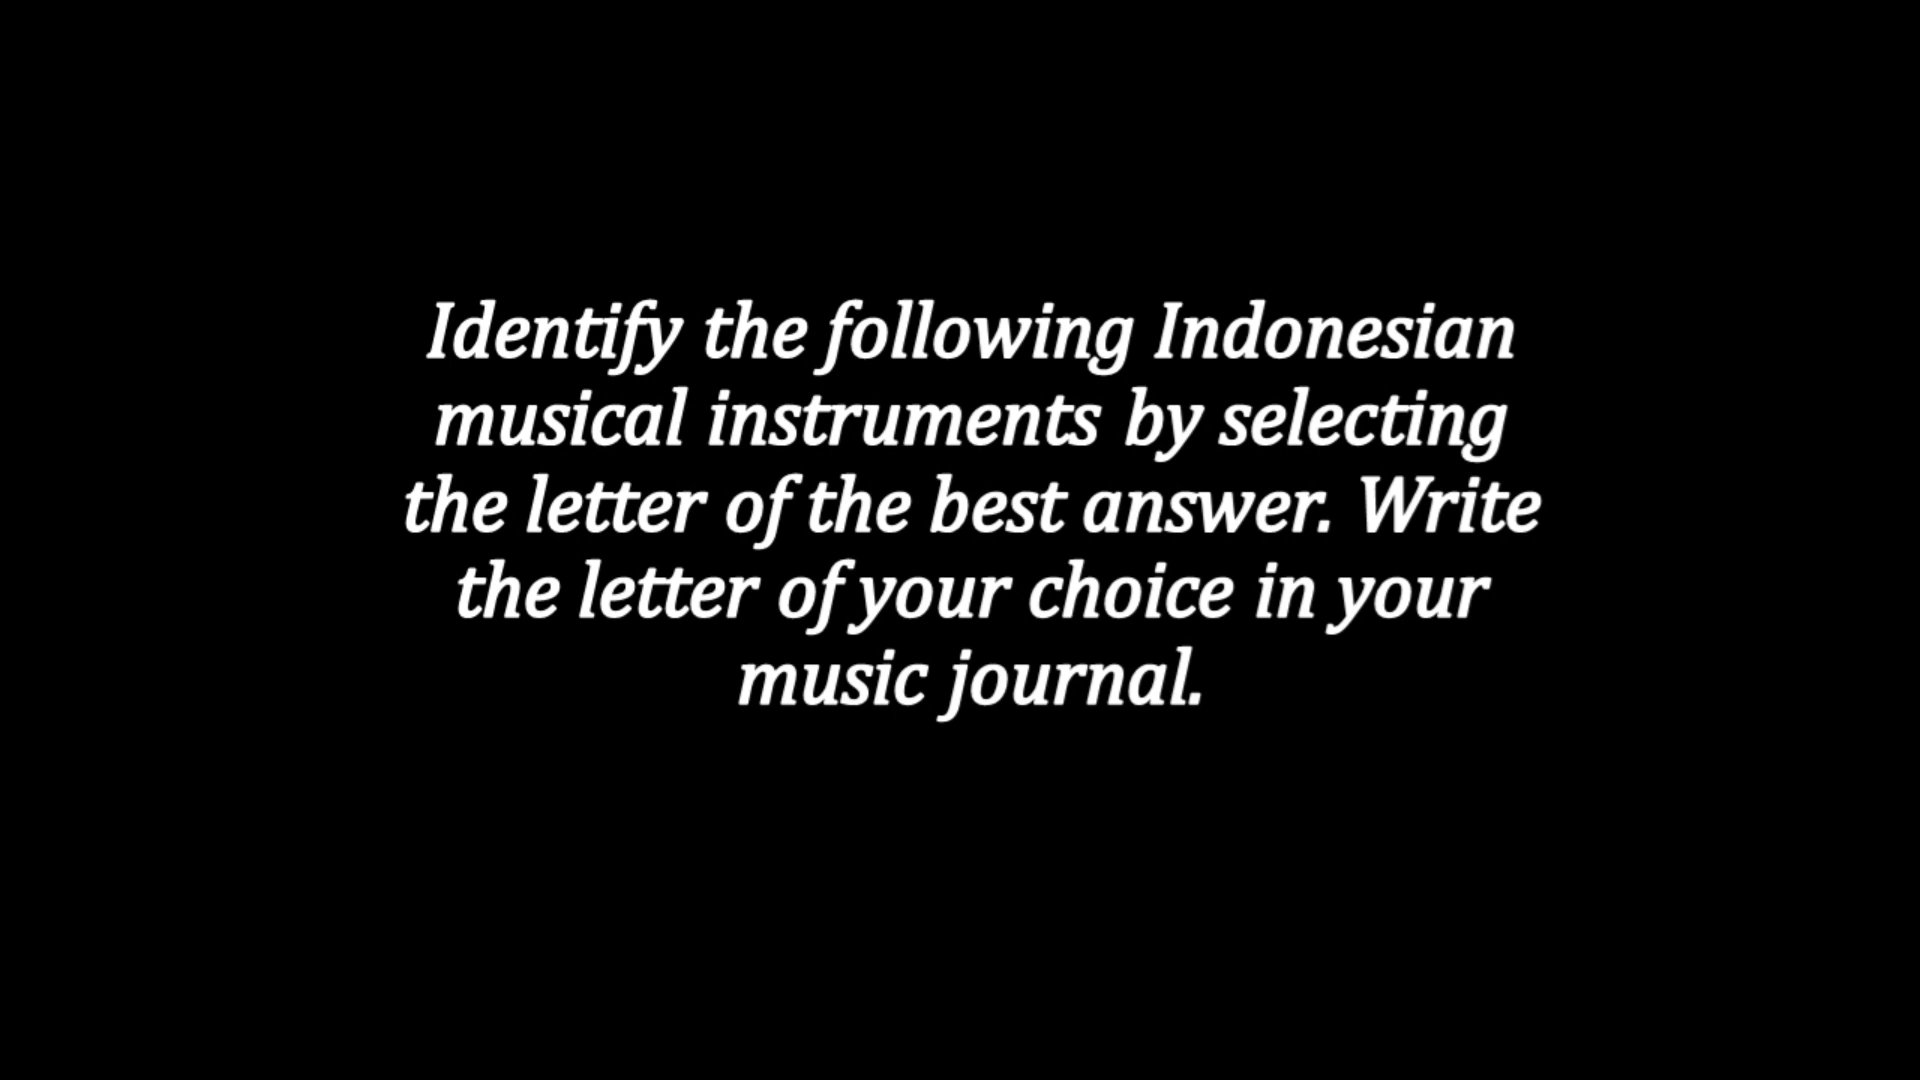 Identify the following Indonesian
musical instruments by selecting
the letter of the best answer. Write
the letter of your choice in your
music journal.